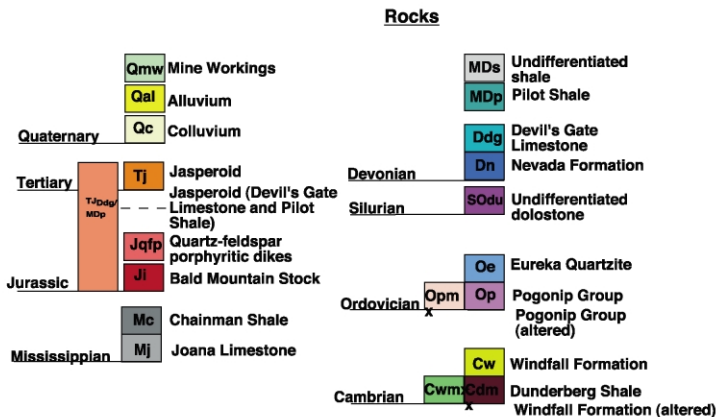 Rocks
Qmw Mine Workings
Qal Alluvium
Qc Colluvium
Quaternary
Tj Jasperoid
Tertiary
TJDdg/
MDp
Jasperoid (Devil's Gate
Limestone and Pilot
Shale)
Jqfp Quartz-feldspar
porphyritic dikes
Ji Bald Mountain Stock
Jurassic
Mc Chainman Shale
Mj Joana Limestone
Mississippian
MDs Undifferentiated
shale
MDp Pilot Shale
Ddg Devil's Gate
Limestone
Dn Nevada Formation
Devonian
SOdu Undifferentiated
dolostone
Silurian
Oe Eureka Quartzite
Opm Op Pogonip Group
Ordovician x Pogonip Group
(altered)
Cw Windfall Formation
Cwmx Cdm Dunderberg Shale
Cambrian x Windfall Formation (altered)